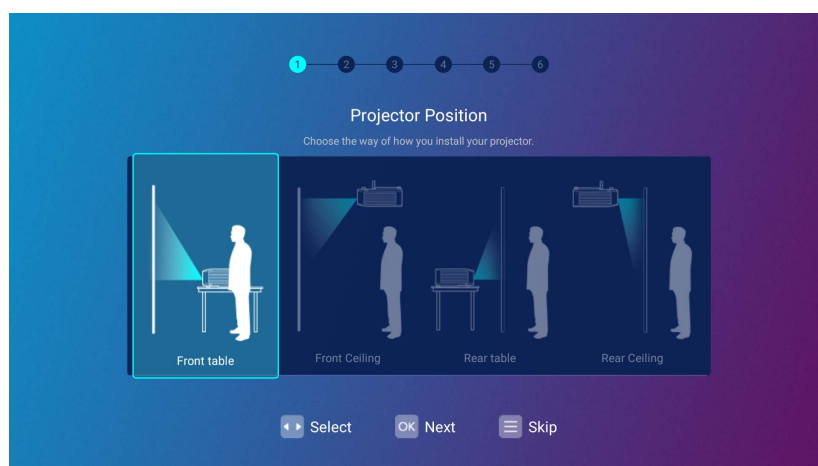 1 2 3 4 5 6
Projector Position
Choose the way of how you install your projector.
Front table Front Ceiling Rear table Rear Ceiling
Select OK Next Skip